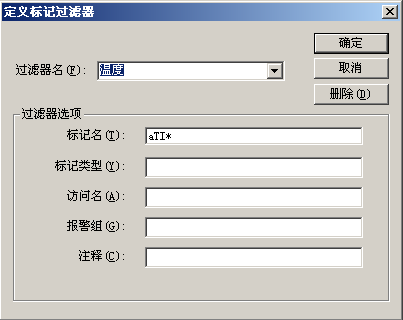 定义标记过滤器
确定
过滤器名(F): 温度
取消
删除(D)
过滤器选项
标记名(T): aTI*
标记类型(Y):
访问名(A):
报警组(G):
注释(C):